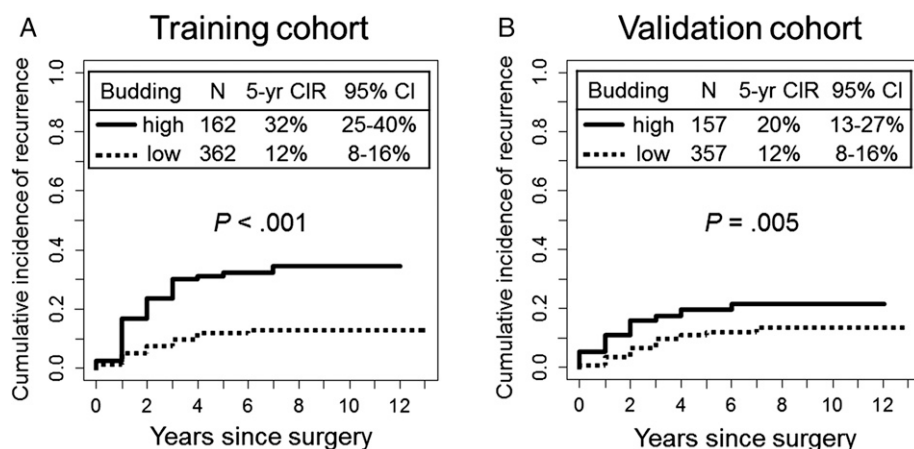 A Training cohort
Cumulative incidence of recurrence
1.0
0.8
0.6
0.4
0.2
0.0
Budding N 5-yr CIR 95% CI
high 162 32% 25-40%
low 362 12% 8-16%
P < .001
0 2 4 6 8 10 12
Years since surgery
B Validation cohort
Cumulative incidence of recurrence
1.0
0.8
0.6
0.4
0.2
0.0
Budding N 5-yr CIR 95% CI
high 157 20% 13-27%
low 357 12% 8-16%
P = .005
0 2 4 6 8 10 12
Years since surgery